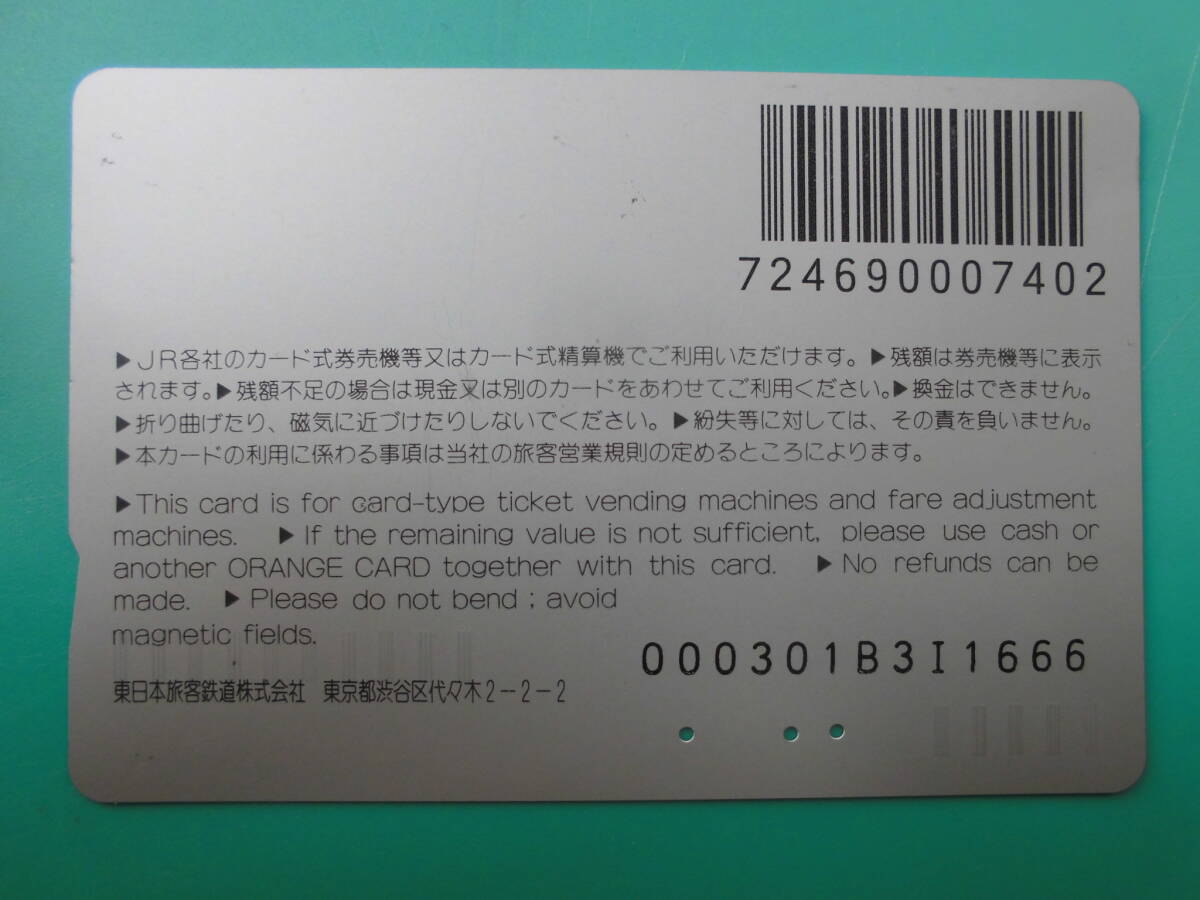 724690007402
▶JR各社のカード式券売機等又はカード式精算機でご利用いただけます。▶残額は券売機等に表示
されます。▶残額不足の場合は現金又は別のカードをあわせてご利用ください。▶換金はできません。
▶折り曲げたり、磁気に近づけたりしないでください。▶紛失等に対しては、その責を負いません。
▶本カードの利用に係わる事項は当社の旅客営業規則の定めるところによります。
▶This card is for card-type ticket vending machines and fare adjustment
machines. ▶If the remaining value is not sufficient, please use cash or
another ORANGE CARD together with this card. ▶No refunds can be
made. ▶Please do not bend ; avoid
magnetic fields.
000301B3I1666
東日本旅客鉄道株式会社 東京都渋谷区代々木2-2-2